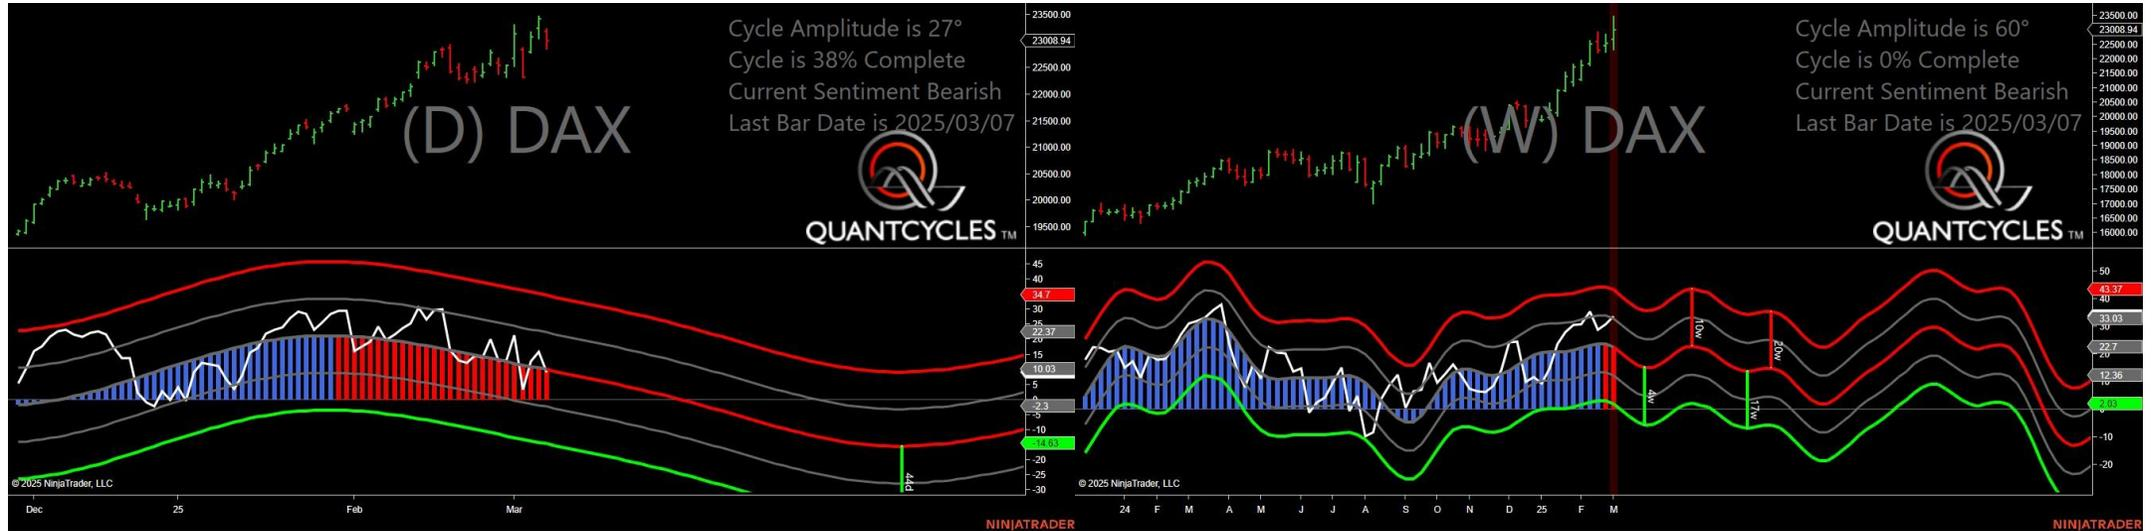 Cycle Amplitude is 27°
Cycle is 38% Complete
Current Sentiment Bearish
Last Bar Date is 2025/03/07
(D) DAX
QUANTCYCLES TM
23500.00
23008.94
22500.00
22000.00
21500.00
21000.00
20500.00
20000.00
19500.00
45
40
34.7
30
22.37
20
15
10.03
5
-2.3
-5
-10
-14.63
-20
-25
-30
44d
© 2025 NinjaTrader, LLC
Dec 25 Feb Mar
NINJATRADER
Cycle Amplitude is 60°
Cycle is 0% Complete
Current Sentiment Bearish
Last Bar Date is 2025/03/07
(W) DAX
QUANTCYCLES TM
23500.00
23008.94
22500.00
22000.00
21500.00
21000.00
20500.00
20000.00
19500.00
19000.00
18500.00
18000.00
17500.00
17000.00
16500.00
16000.00
50
43.37
40
33.03
30
22.7
20
12.36
2.03
-10
-20
10w
20w
4w
17w
© 2025 NinjaTrader, LLC
24 F M A M J J A S O N D 25 F M
NINJATRADER